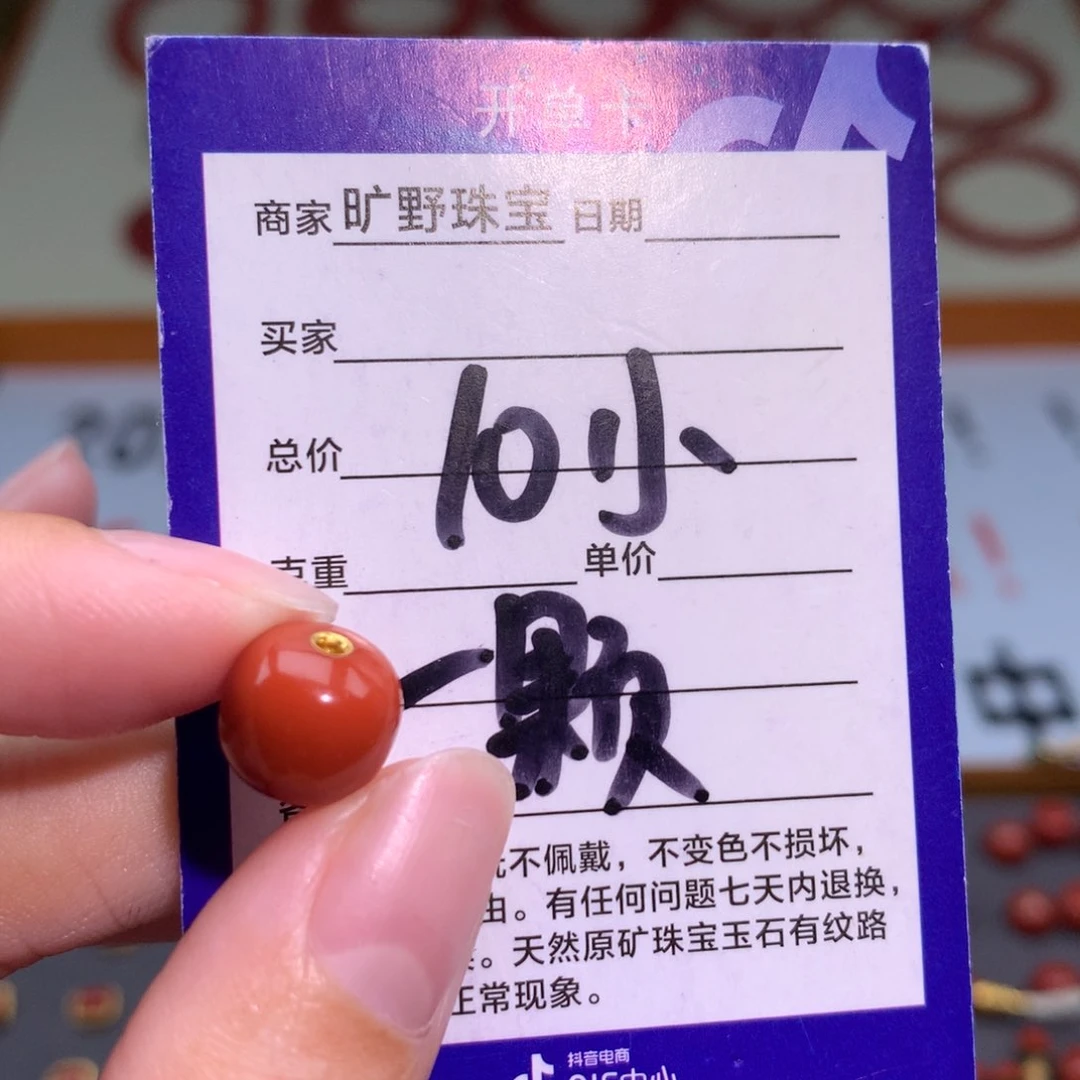 开单卡
商家 旷野珠宝 日期
买家
总价 10小
克重 单价
一颗
不佩戴，不变色不损坏，
由。有任何问题七天内退换，
。天然原矿珠宝玉石有纹路
正常现象。
抖音电商
中